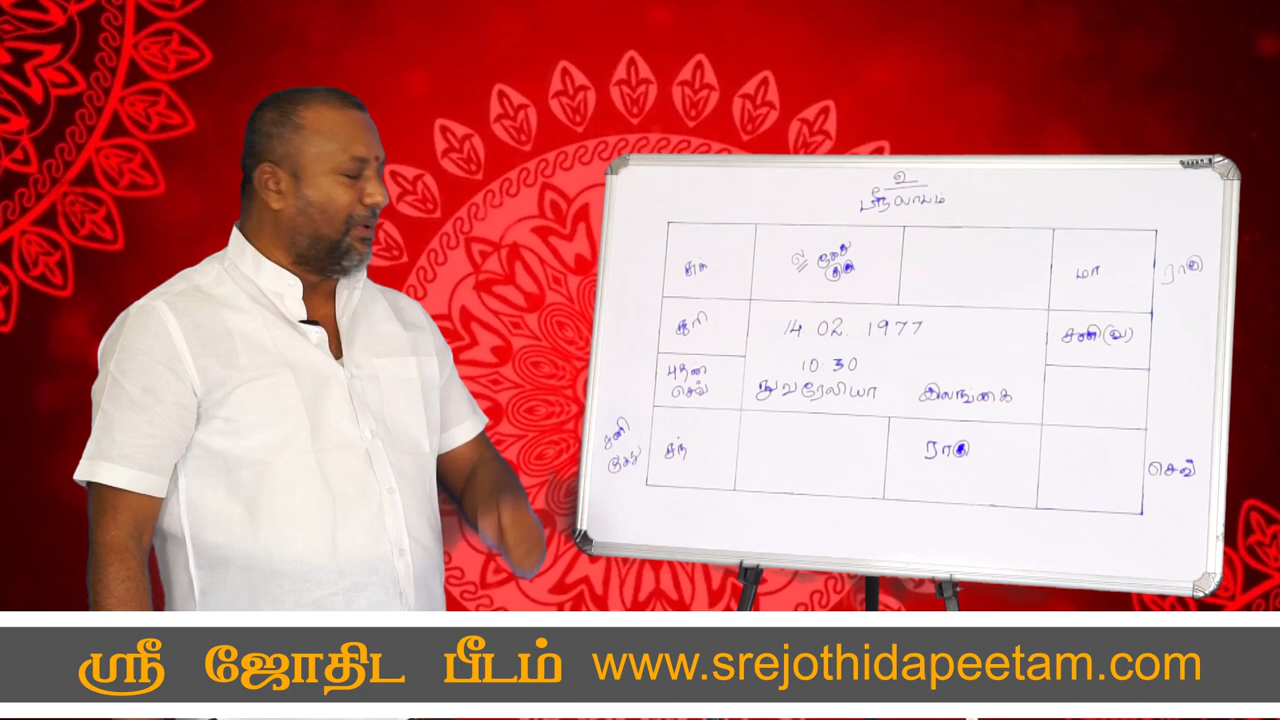 உ
ஸ்ரீநிலாயம்
சுக
ல கேது
குரு
மா
ராகு
சூரி
14 02. 1977
சனி(வ)
புதன்
செவ்
10.30
நுவரேலியா இலங்கை
சனி
கேது
சந்
ராகு
செவ்
ஸ்ரீ ஜோதிட பீடம் www.srejothidapeetam.com